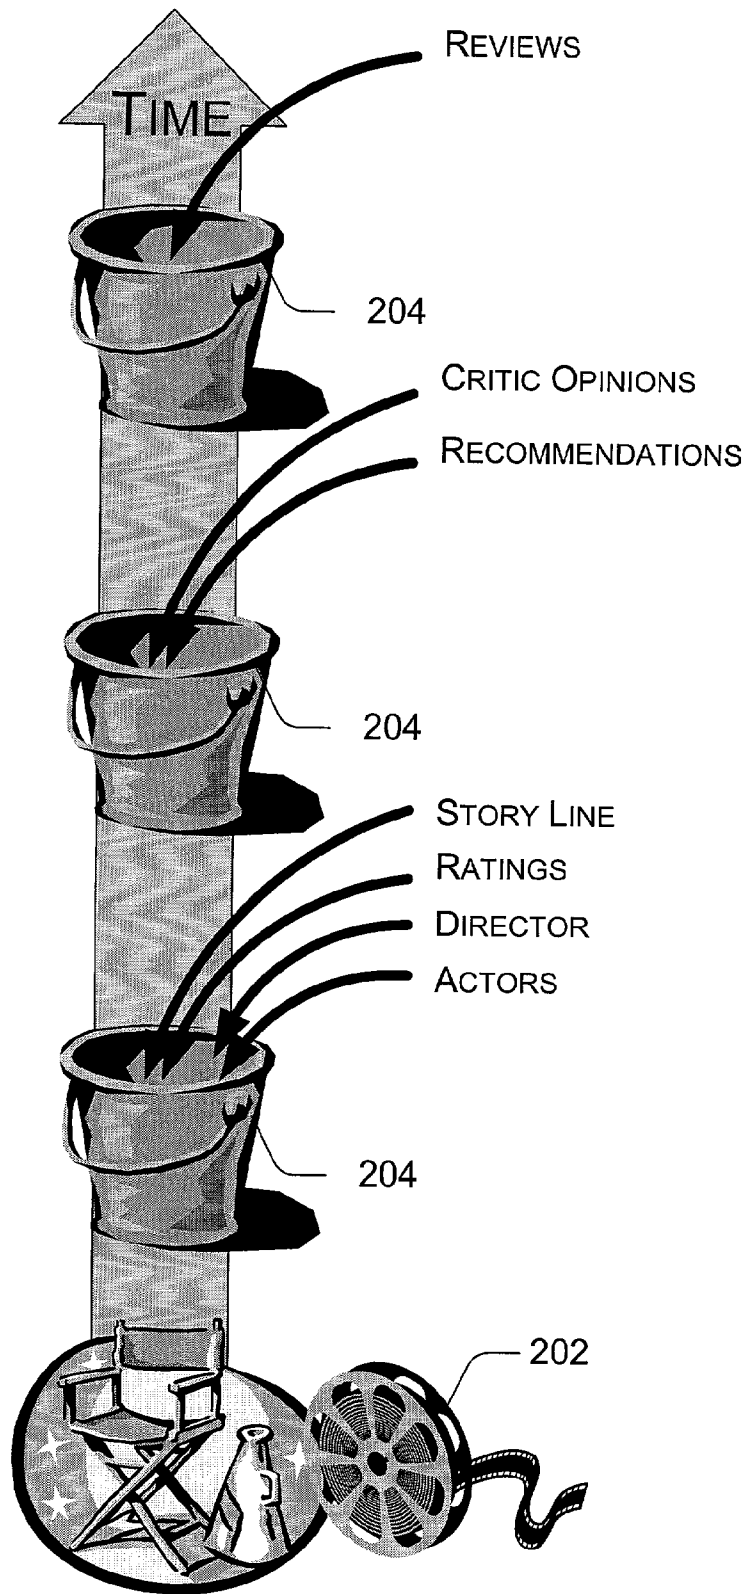 REVIEWS
TIME
204
CRITIC OPINIONS
RECOMMENDATIONS
204
STORY LINE
RATINGS
DIRECTOR
ACTORS
204
202